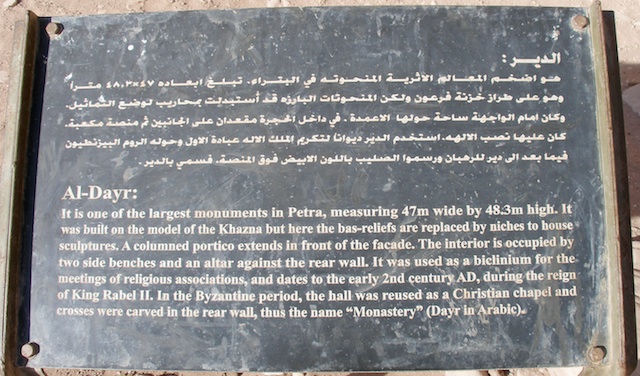 الدير :
هو اضخم المعالم الأثرية المنحوته في البتراء. تبلغ ابعاده ٤٧×٤٨,٣ مترا
وهو على طراز خزنة فرعون ولكن المنحوتات البارزه قد أستبدلت بمحاريب لوضع التماثيل.
وكان امام الواجهة ساحة حولها الاعمدة. في داخل الحجرة مقعدان على الجانبين ثم منصة مكعبة.
كان عليها نصب الالهه. استخدم الدير ديوانا لتكريم الملك الاله عبادة الاول وحوله الروم البيزنطيون
فيما بعد الى دير للرهبان ورسموا الصليب باللون الابيض فوق المنصة. فسمي بالدير.
Al-Dayr:
It is one of the largest monuments in Petra, measuring 47m wide by 48.3m high. It
was built on the model of the Khazna but here the bas-reliefs are replaced by niches to house
sculptures. A columned portico extends in front of the facade. The interior is occupied by
two side benches and an altar against the rear wall. It was used as a biclinium for the
meetings of religious associations, and dates to the early 2nd century AD, during the reign
of King Rabel II. In the Byzantine period, the hall was reused as a Christian chapel and
crosses were carved in the rear wall, thus the name “Monastery” (Dayr in Arabic).